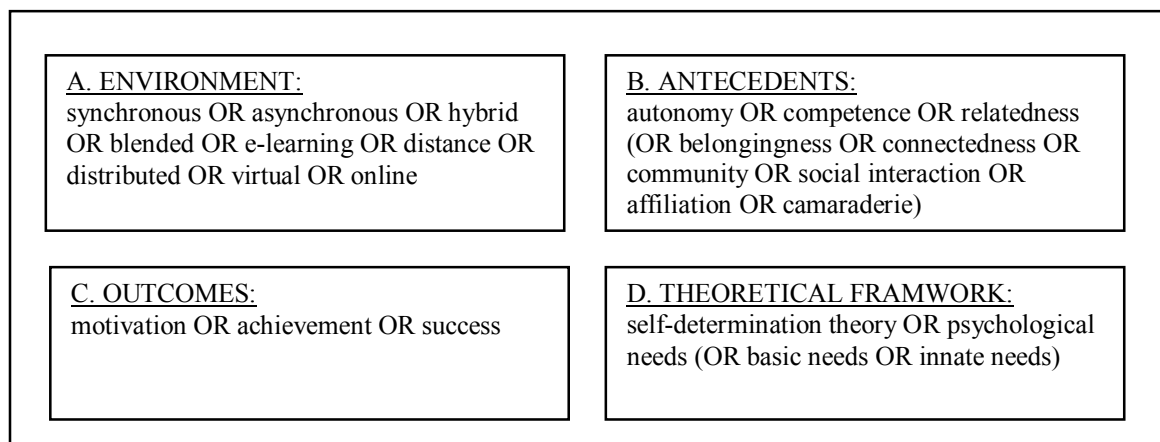 A. ENVIRONMENT:
synchronous OR asynchronous OR hybrid
OR blended OR e-learning OR distance OR
distributed OR virtual OR online
B. ANTECEDENTS:
autonomy OR competence OR relatedness
(OR belongingness OR connectedness OR
community OR social interaction OR
affiliation OR camaraderie)
C. OUTCOMES:
motivation OR achievement OR success
D. THEORETICAL FRAMWORK:
self-determination theory OR psychological
needs (OR basic needs OR innate needs)